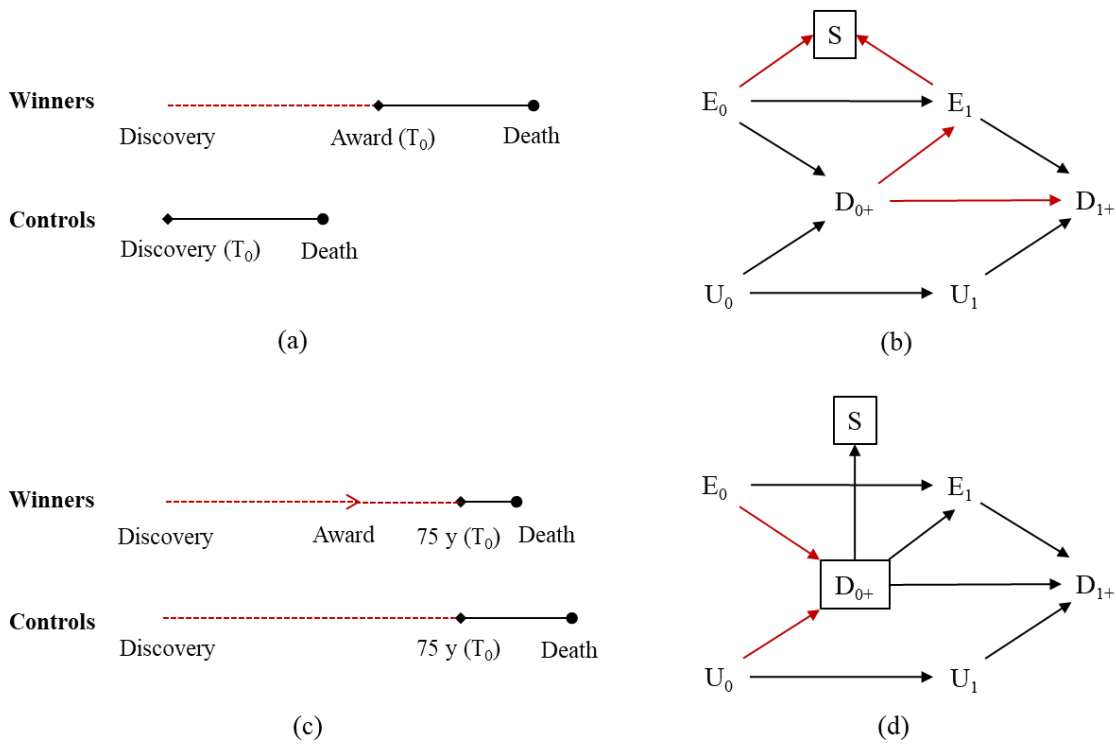 Winners
Discovery
Award (T₀)
Death
Controls
Discovery (T₀)
Death
(a)
S
E₀
E₁
D₀₊
D₁₊
U₀
U₁
(b)
Winners
Discovery
Award
75 y (T₀)
Death
Controls
Discovery
75 y (T₀)
Death
(c)
S
E₀
E₁
D₀₊
D₁₊
U₀
U₁
(d)